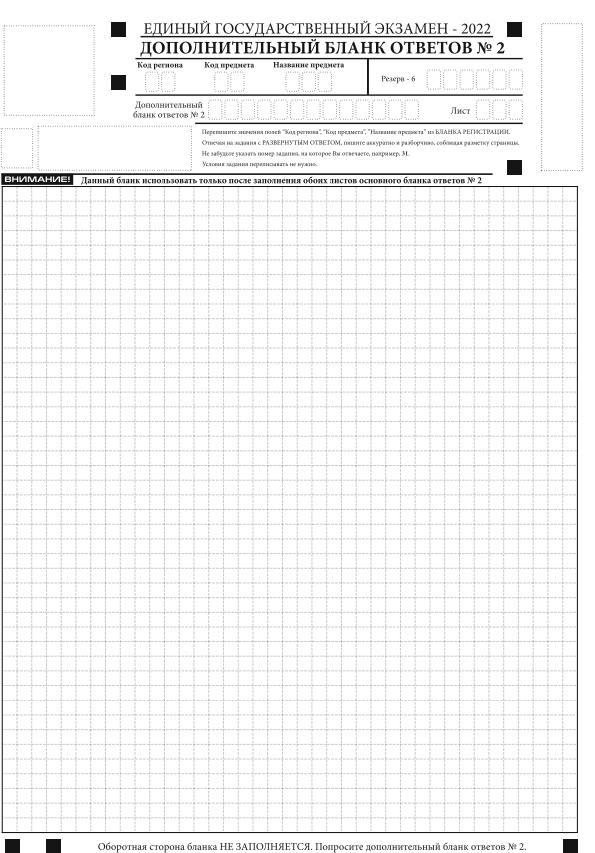 ЕДИНЫЙ ГОСУДАРСТВЕННЫЙ ЭКЗАМЕН - 2022
ДОПОЛНИТЕЛЬНЫЙ БЛАНК ОТВЕТОВ № 2
Код региона Код предмета Название предмета
Резерв - 6
Дополнительный
бланк ответов № 2
Лист
Перепишите значения полей "Код региона", "Код предмета", "Название предмета" из БЛАНКА РЕГИСТРАЦИИ.
Отвечая на задания с РАЗВЕРНУТЫМ ОТВЕТОМ, пишите аккуратно и разборчиво, соблюдая разметку страницы.
Не забудьте указать номер задания, на которое Вы отвечаете, например, 31.
Условия задания переписывать не нужно.
ВНИМАНИЕ! Данный бланк использовать только после заполнения обоих листов основного бланка ответов № 2
Оборотная сторона бланка НЕ ЗАПОЛНЯЕТСЯ. Попросите дополнительный бланк ответов № 2.